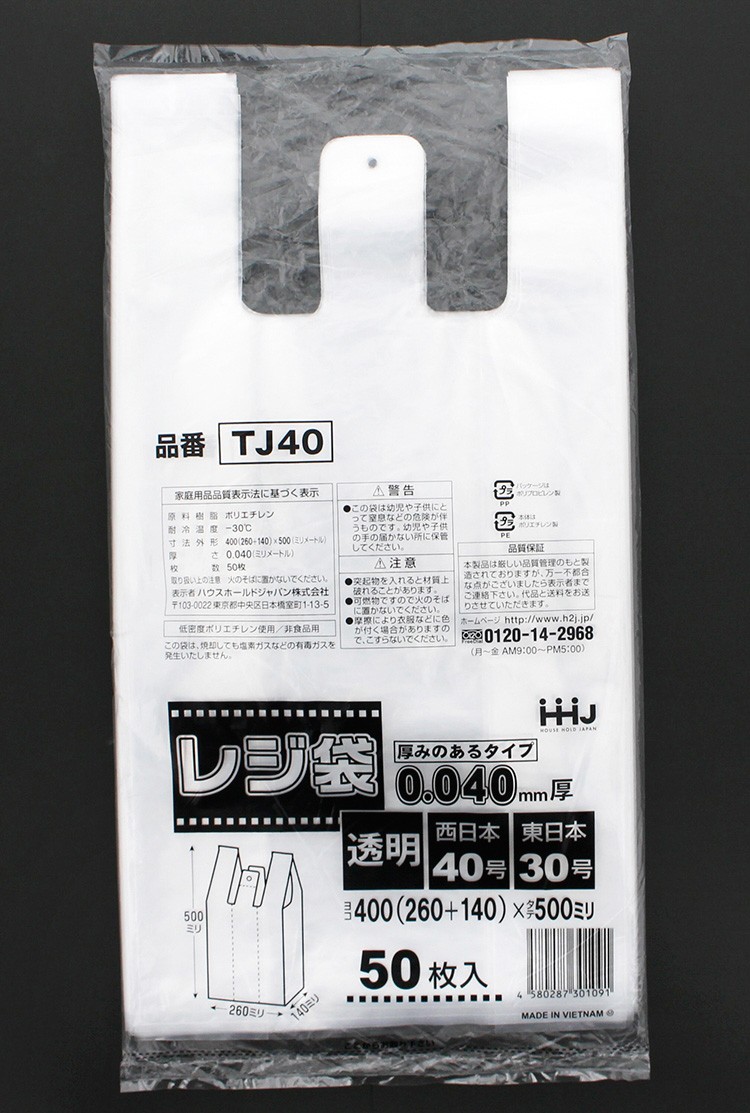 品番 TJ40
家庭用品品質表示法に基づく表示
原料樹脂 ポリエチレン
耐冷温度 -30℃
寸法外形 400(260+140)×500(ミリメートル)
厚さ 0.040(ミリメートル)
枚数 50枚
取り扱い上の注意 火のそばに置かないでください。
表示者 ハウスホールドジャパン株式会社
〒103-0022 東京都中央区日本橋室町1-13-5
低密度ポリエチレン使用/非食品用
この袋は、焼却しても塩素ガスなどの有毒ガスを
発生いたしません。
⚠警告
●この袋は幼児や子供にと
って窒息などの危険が伴
うものです。幼児や子供
の手の届かない所に保管
してください。
⚠注意
●突起物を入れると材質上
破れることがあります。
●可燃物ですので火のそば
に置かないでください。
●摩擦により衣服などに色
が付く場合がありますの
で、こすらないでください。
プラ
PP
パッケージは
ポリプロピレン製
プラ
PE
本体は
ポリエチレン製
品質保証
本製品は厳しい品質管理のもと製
造されておりますが、万一不都合
な点がございましたら表示者まで
ご連絡下さい。代品と送料をお送
りさせていただきます。
ホームページ http://www.h2j.jp/
0120-14-2968
(月～金 AM9:00～PM5:00)
HHJ
HOUSE HOLD JAPAN
レジ袋
厚みのあるタイプ
0.040mm厚
透明
西日本
40号
東日本
30号
ヨコ400(260+140)×タテ500ミリ
500
ミリ
260ミリ
140ミリ
50枚入
4 580287 301091
MADE IN VIETNAM